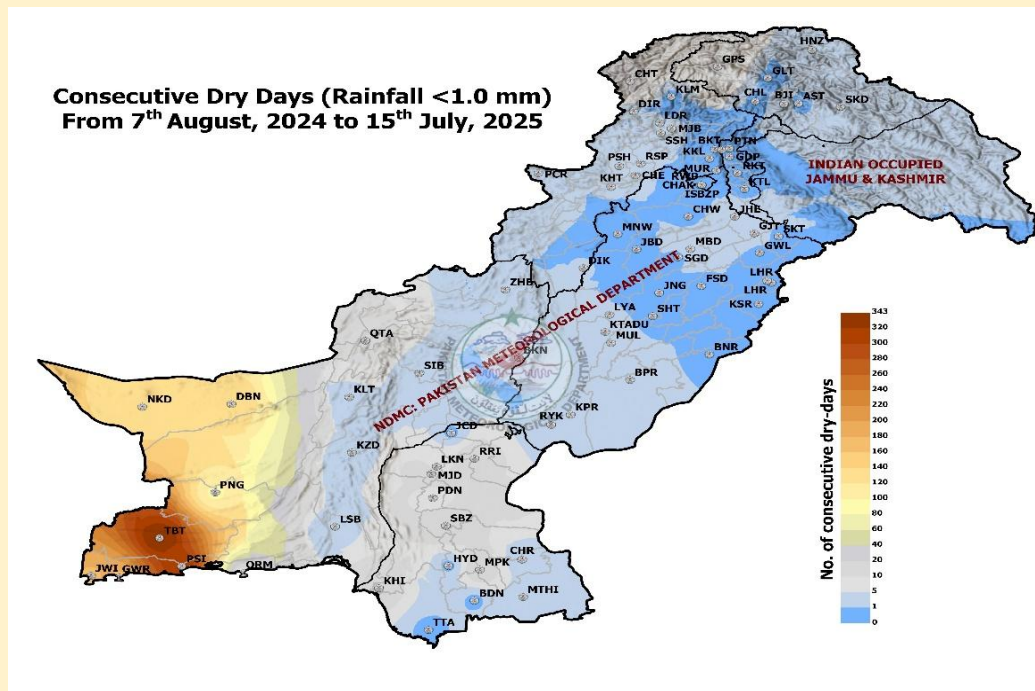 Consecutive Dry Days (Rainfall <1.0 mm)
From 7th August, 2024 to 15th July, 2025
HNZ
GPS
CHT
GLT
KLM
CHL
BJI
AST
SKD
DIR
LDR
MJB
SSH
BKT
PTN
KKL
GDP
PSH
RSP
MUR
RKT
INDIAN OCCUPIED
JAMMU & KASHMIR
PCR
KHT
CHE
RWP
KTL
CHAK
ISBZP
CHW
JHE
MNW
GJT
SKT
JBD
MBD
GWL
SGD
DIK
ZHB
JNG
FSD
LHR
LHR
LYA
SHT
KSR
KTADU
MUL
QTA
BNR
BKN
SIB
BPR
NDMC: PAKISTAN METEOROLOGICAL DEPARTMENT
NKD
DBN
KLT
KPR
RYK
JCD
KZD
LKN
RRI
MJD
PNG
PDN
LSB
SBZ
TBT
HYD
CHR
MPK
PSI
JWI
GWR
ORM
KHI
BDN
MTHI
TTA
No. of consecutive dry-days
343
320
300
280
260
240
220
200
180
160
140
120
100
80
60
40
20
10
5
1
0